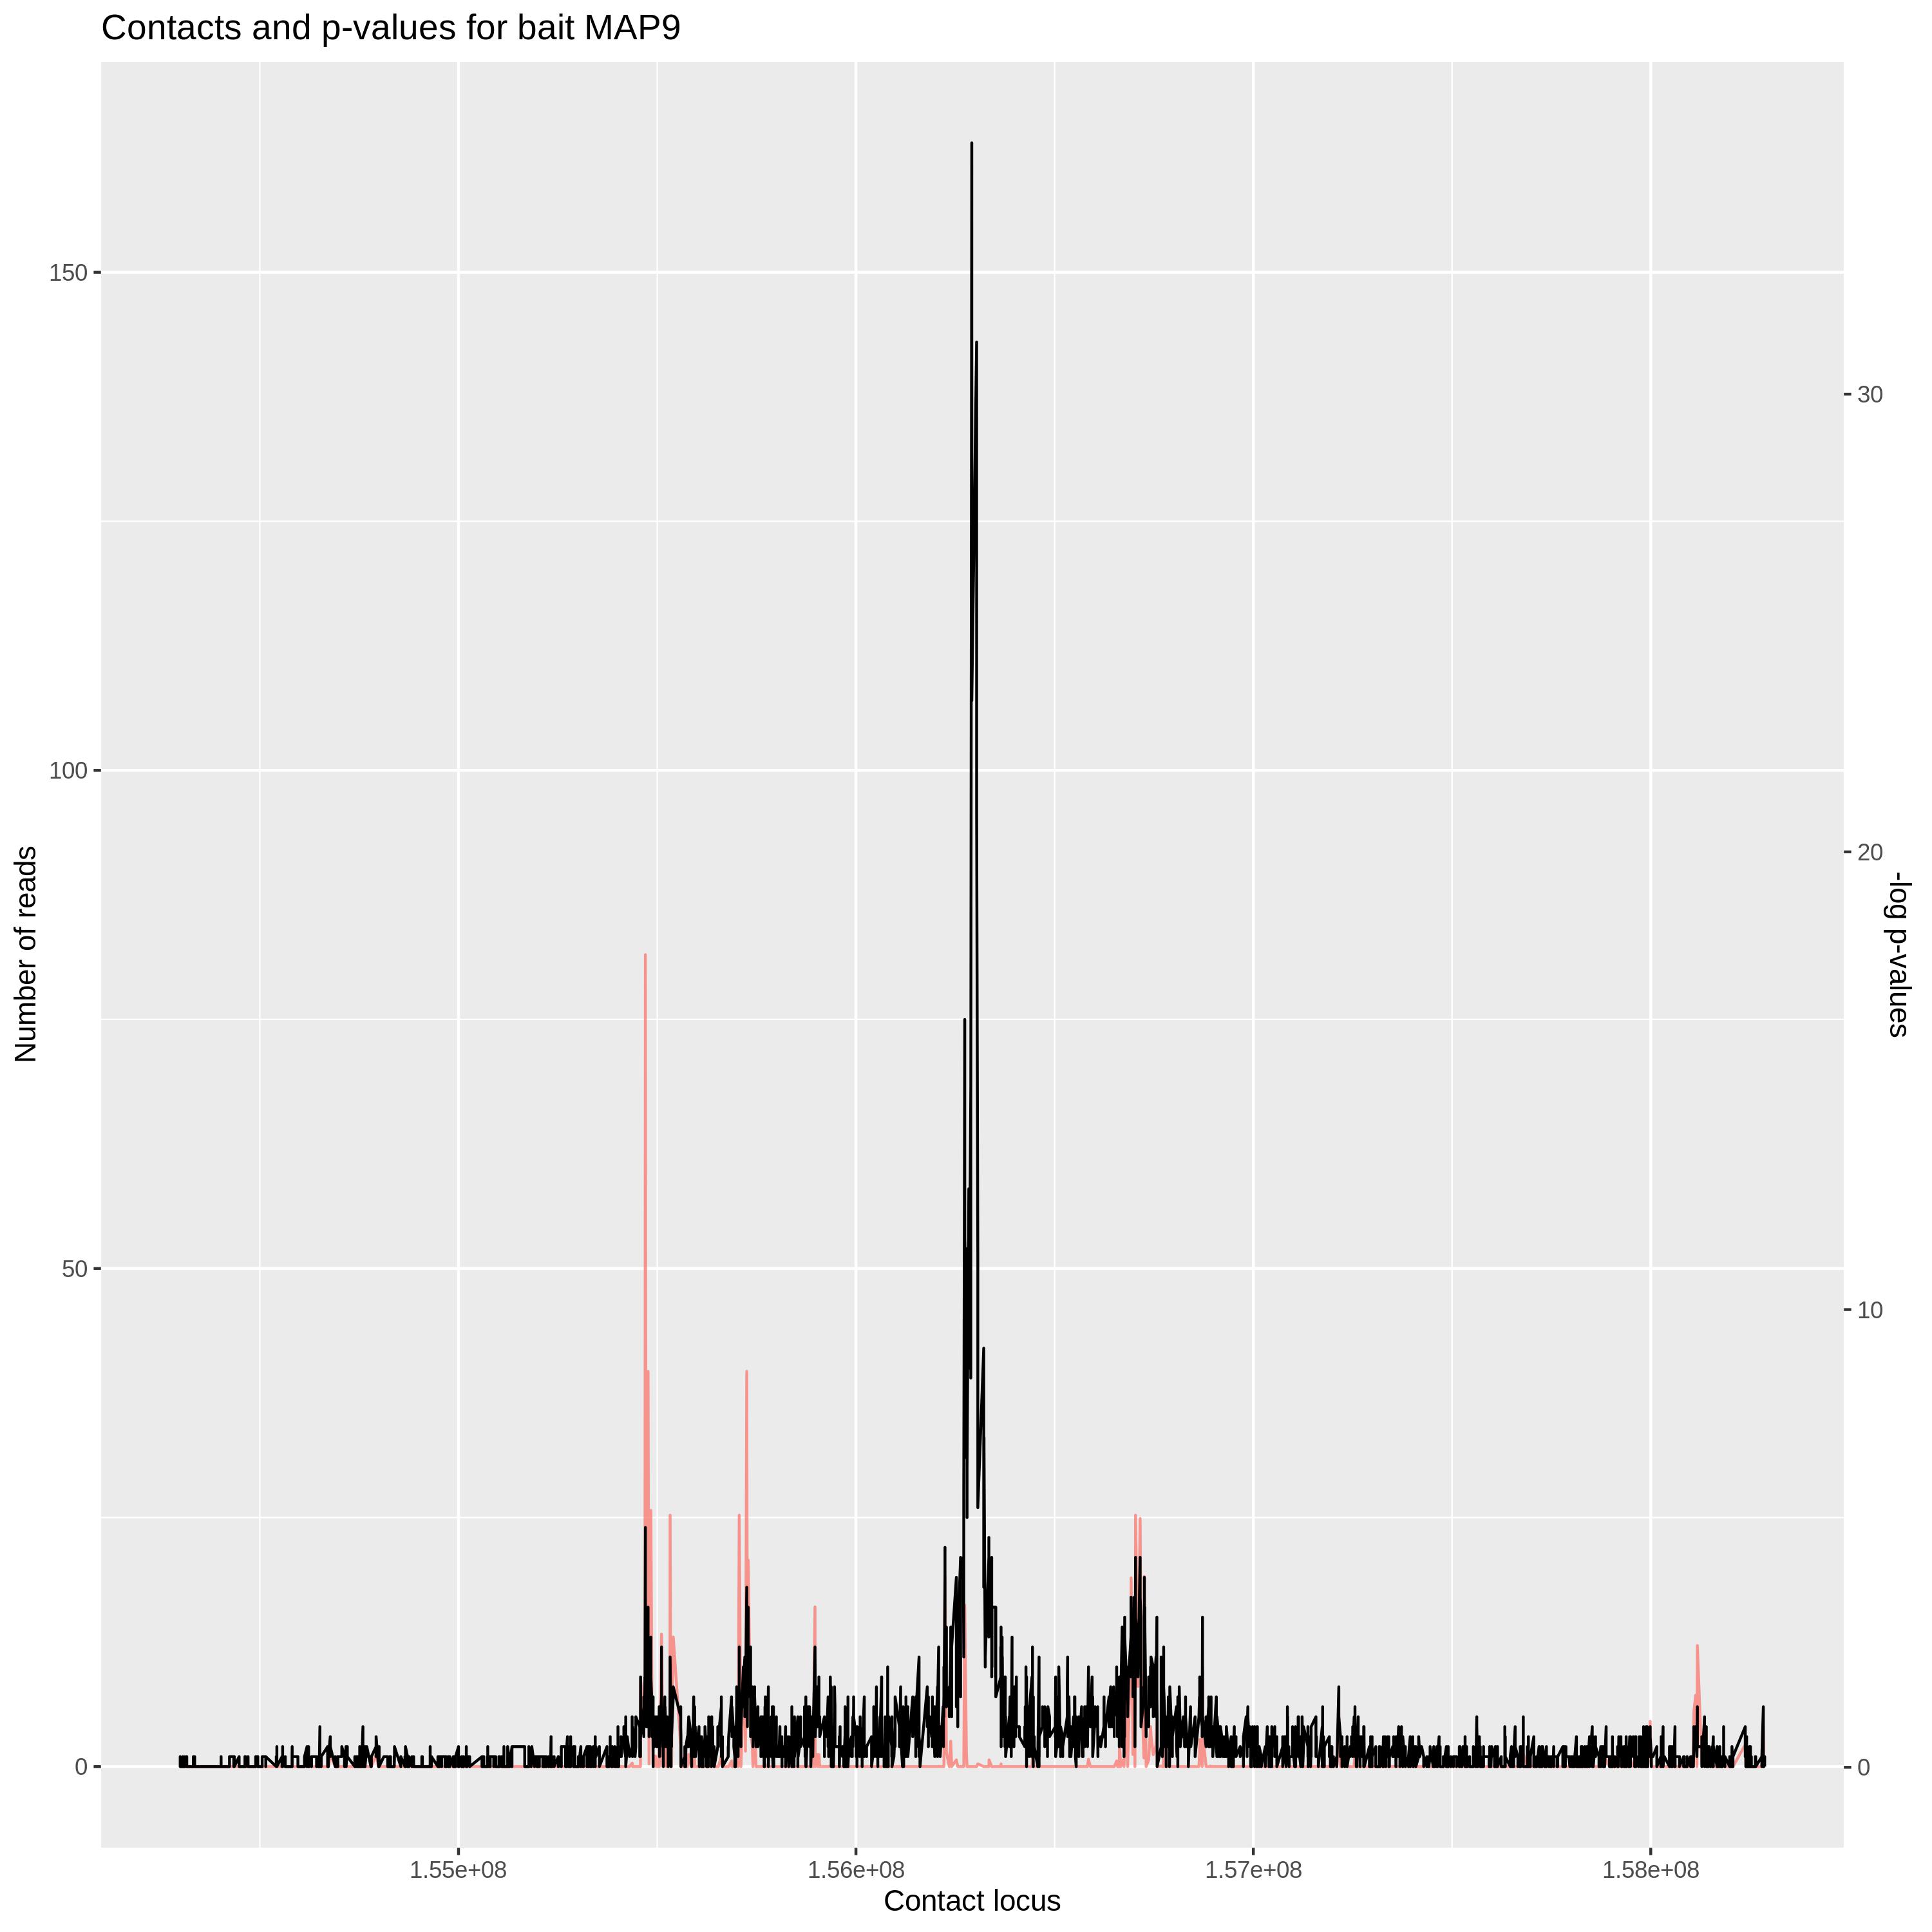 Contacts and p-values for bait MAP9
Number of reads
150
100
50
0
30
20
10
0
-log p-values
1.55e+08
1.56e+08
1.57e+08
1.58e+08
Contact locus